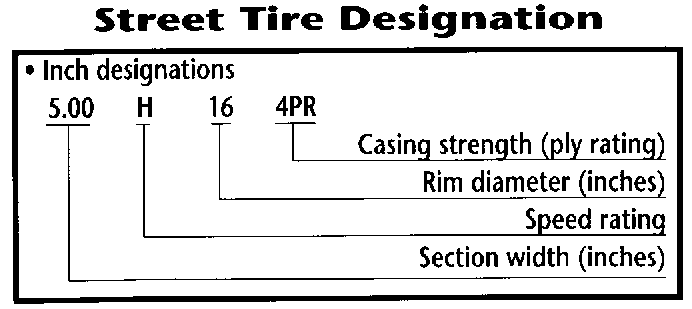 Street Tire Designation
• Inch designations
5.00 H 16 4PR
Casing strength (ply rating)
Rim diameter (inches)
Speed rating
Section width (inches)